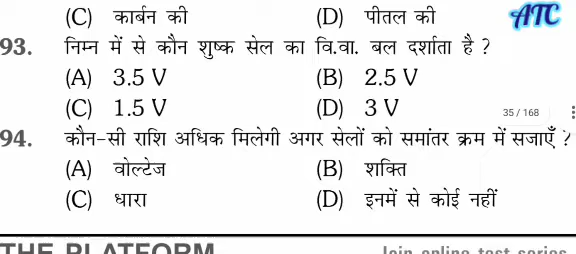 (C) कार्बन की (D) पीतल की
ATC
93. निम्न में से कौन शुष्क सेल का वि.वा. बल दर्शाता है ?
(A) 3.5 V (B) 2.5 V
(C) 1.5 V (D) 3 V
35 / 168
94. कौन-सी राशि अधिक मिलेगी अगर सेलों को समांतर क्रम में सजाएँ ?
(A) वोल्टेज (B) शक्ति
(C) धारा (D) इनमें से कोई नहीं
THE PLATFORM Join online test series